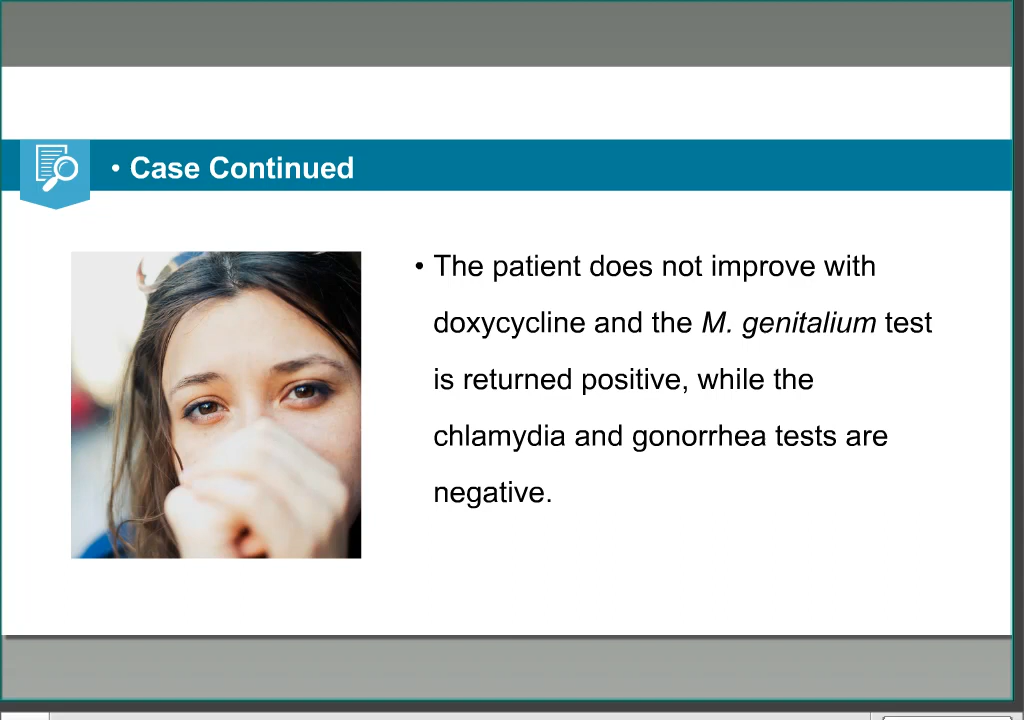 • Case Continued
• The patient does not improve with
doxycycline and the M. genitalium test
is returned positive, while the
chlamydia and gonorrhea tests are
negative.